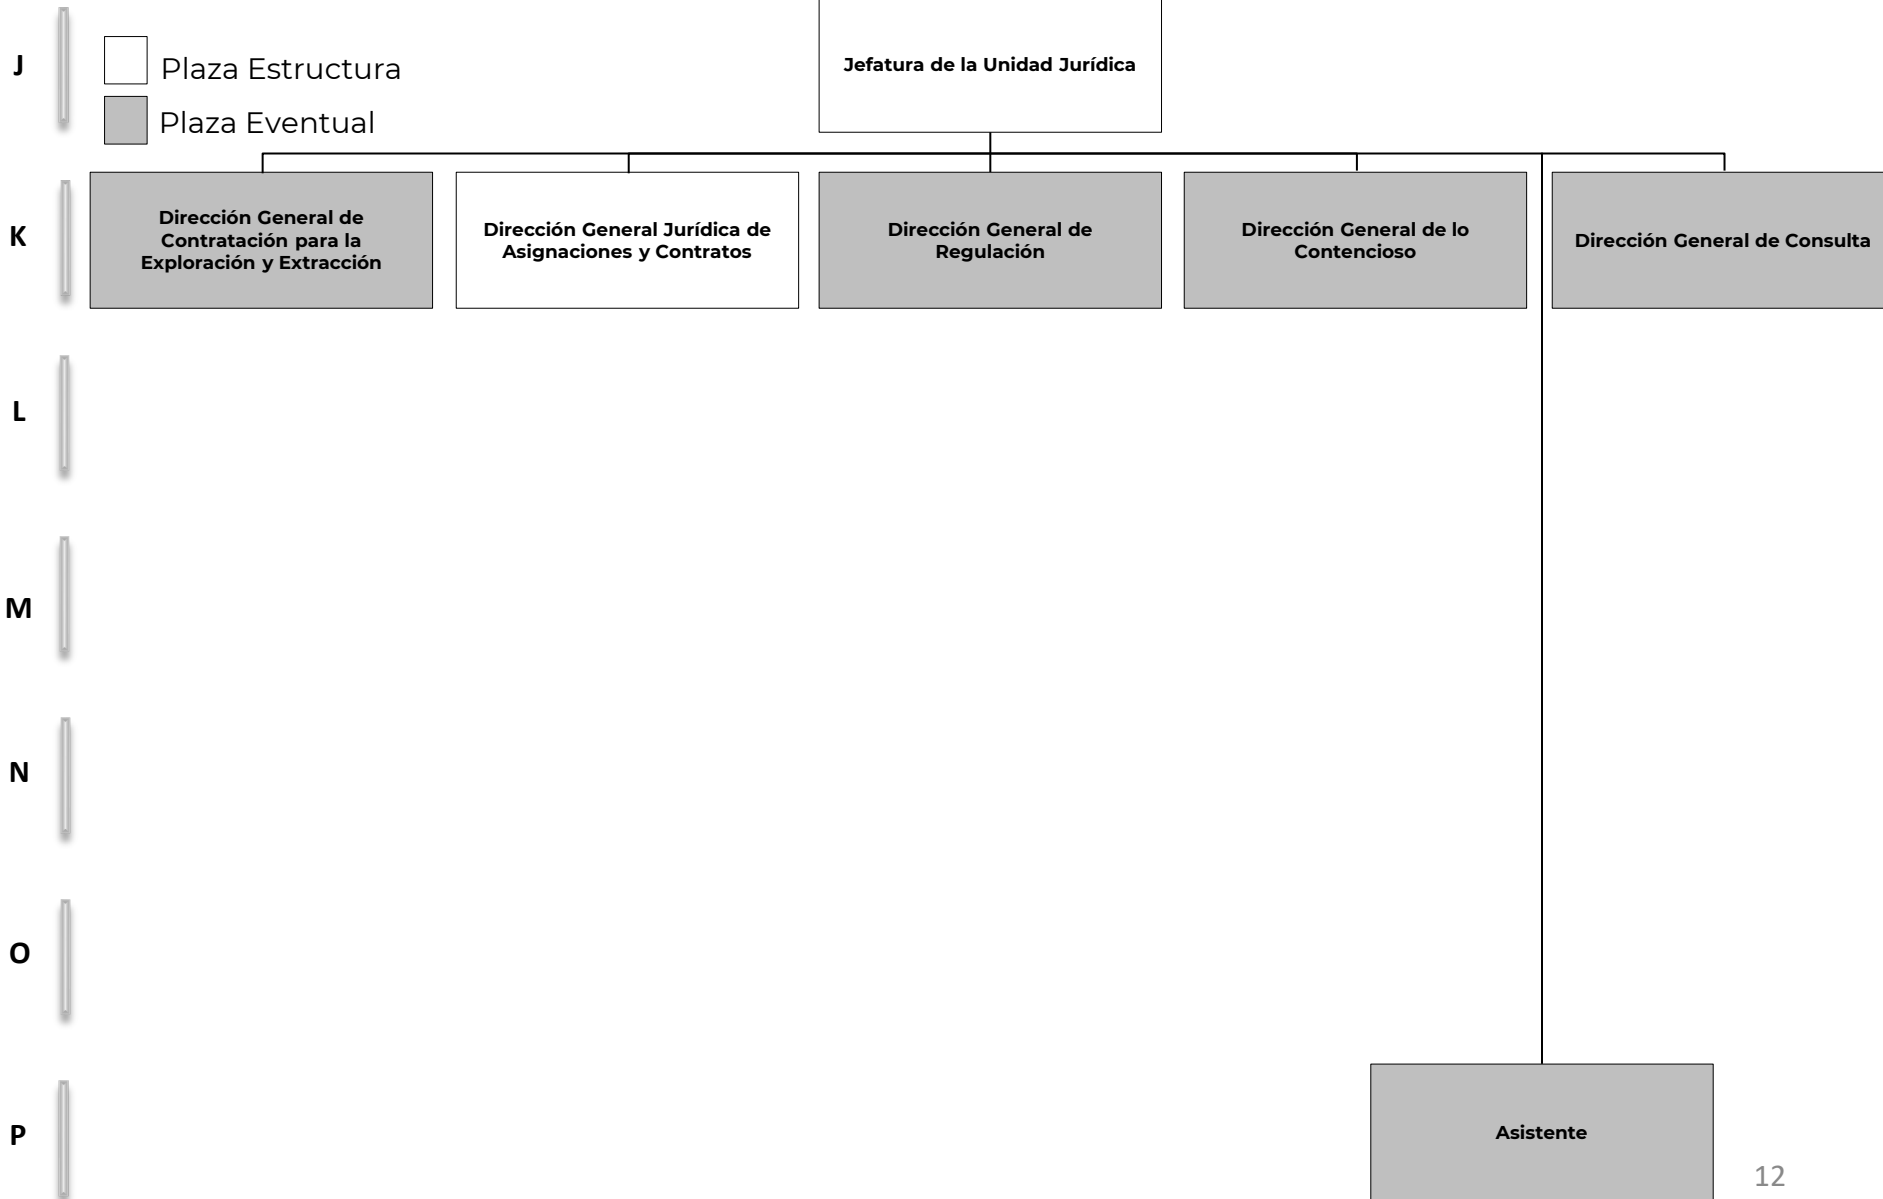 J
Plaza Estructura
Plaza Eventual
Jefatura de la Unidad Jurídica
K
Dirección General de
Contratación para la
Exploración y Extracción
Dirección General Jurídica de
Asignaciones y Contratos
Dirección General de
Regulación
Dirección General de lo
Contencioso
Dirección General de Consulta
L
M
N
O
P
Asistente
12